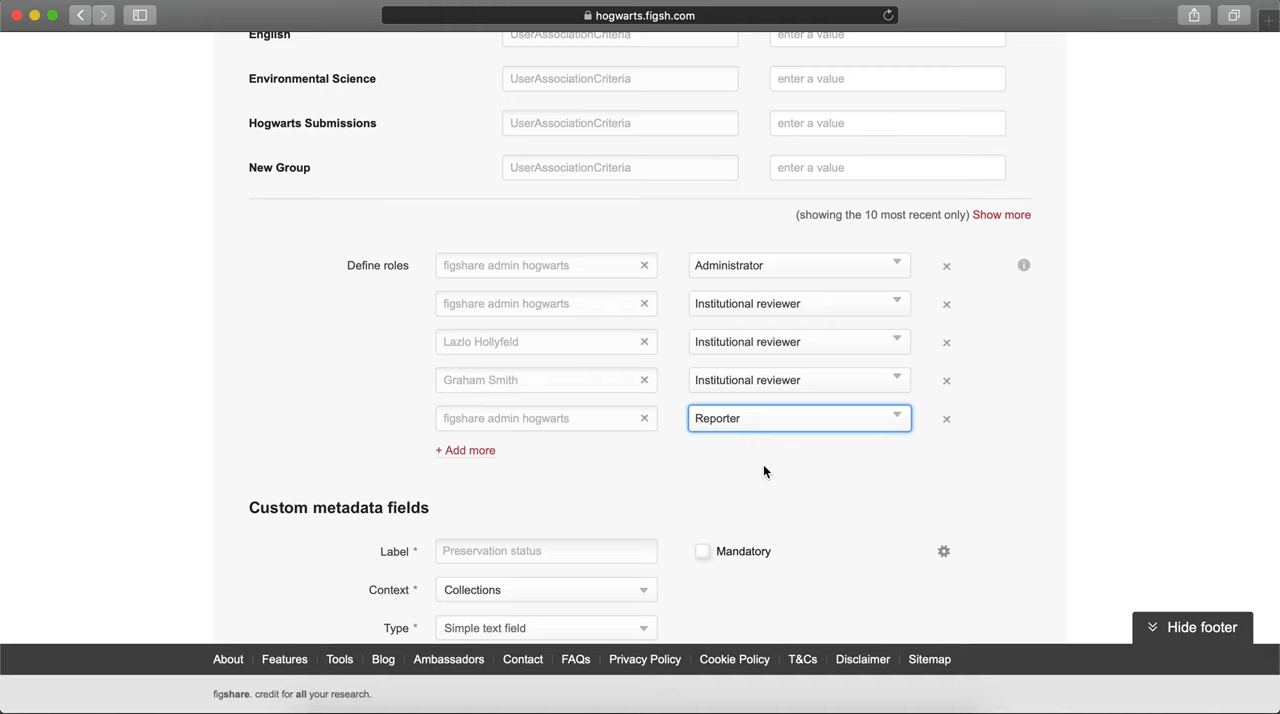 hogwarts.figsh.com
English UserAssociationCriteria enter a value
Environmental Science UserAssociationCriteria enter a value
Hogwarts Submissions UserAssociationCriteria enter a value
New Group UserAssociationCriteria enter a value
(showing the 10 most recent only) Show more
Define roles figshare admin hogwarts Administrator
figshare admin hogwarts Institutional reviewer
Lazlo Hollyfeld Institutional reviewer
Graham Smith Institutional reviewer
figshare admin hogwarts Reporter
+ Add more
Custom metadata fields
Label * Preservation status Mandatory
Context * Collections
Type * Simple text field
Hide footer
About Features Tools Blog Ambassadors Contact FAQs Privacy Policy Cookie Policy T&Cs Disclaimer Sitemap
figshare. credit for all your research.